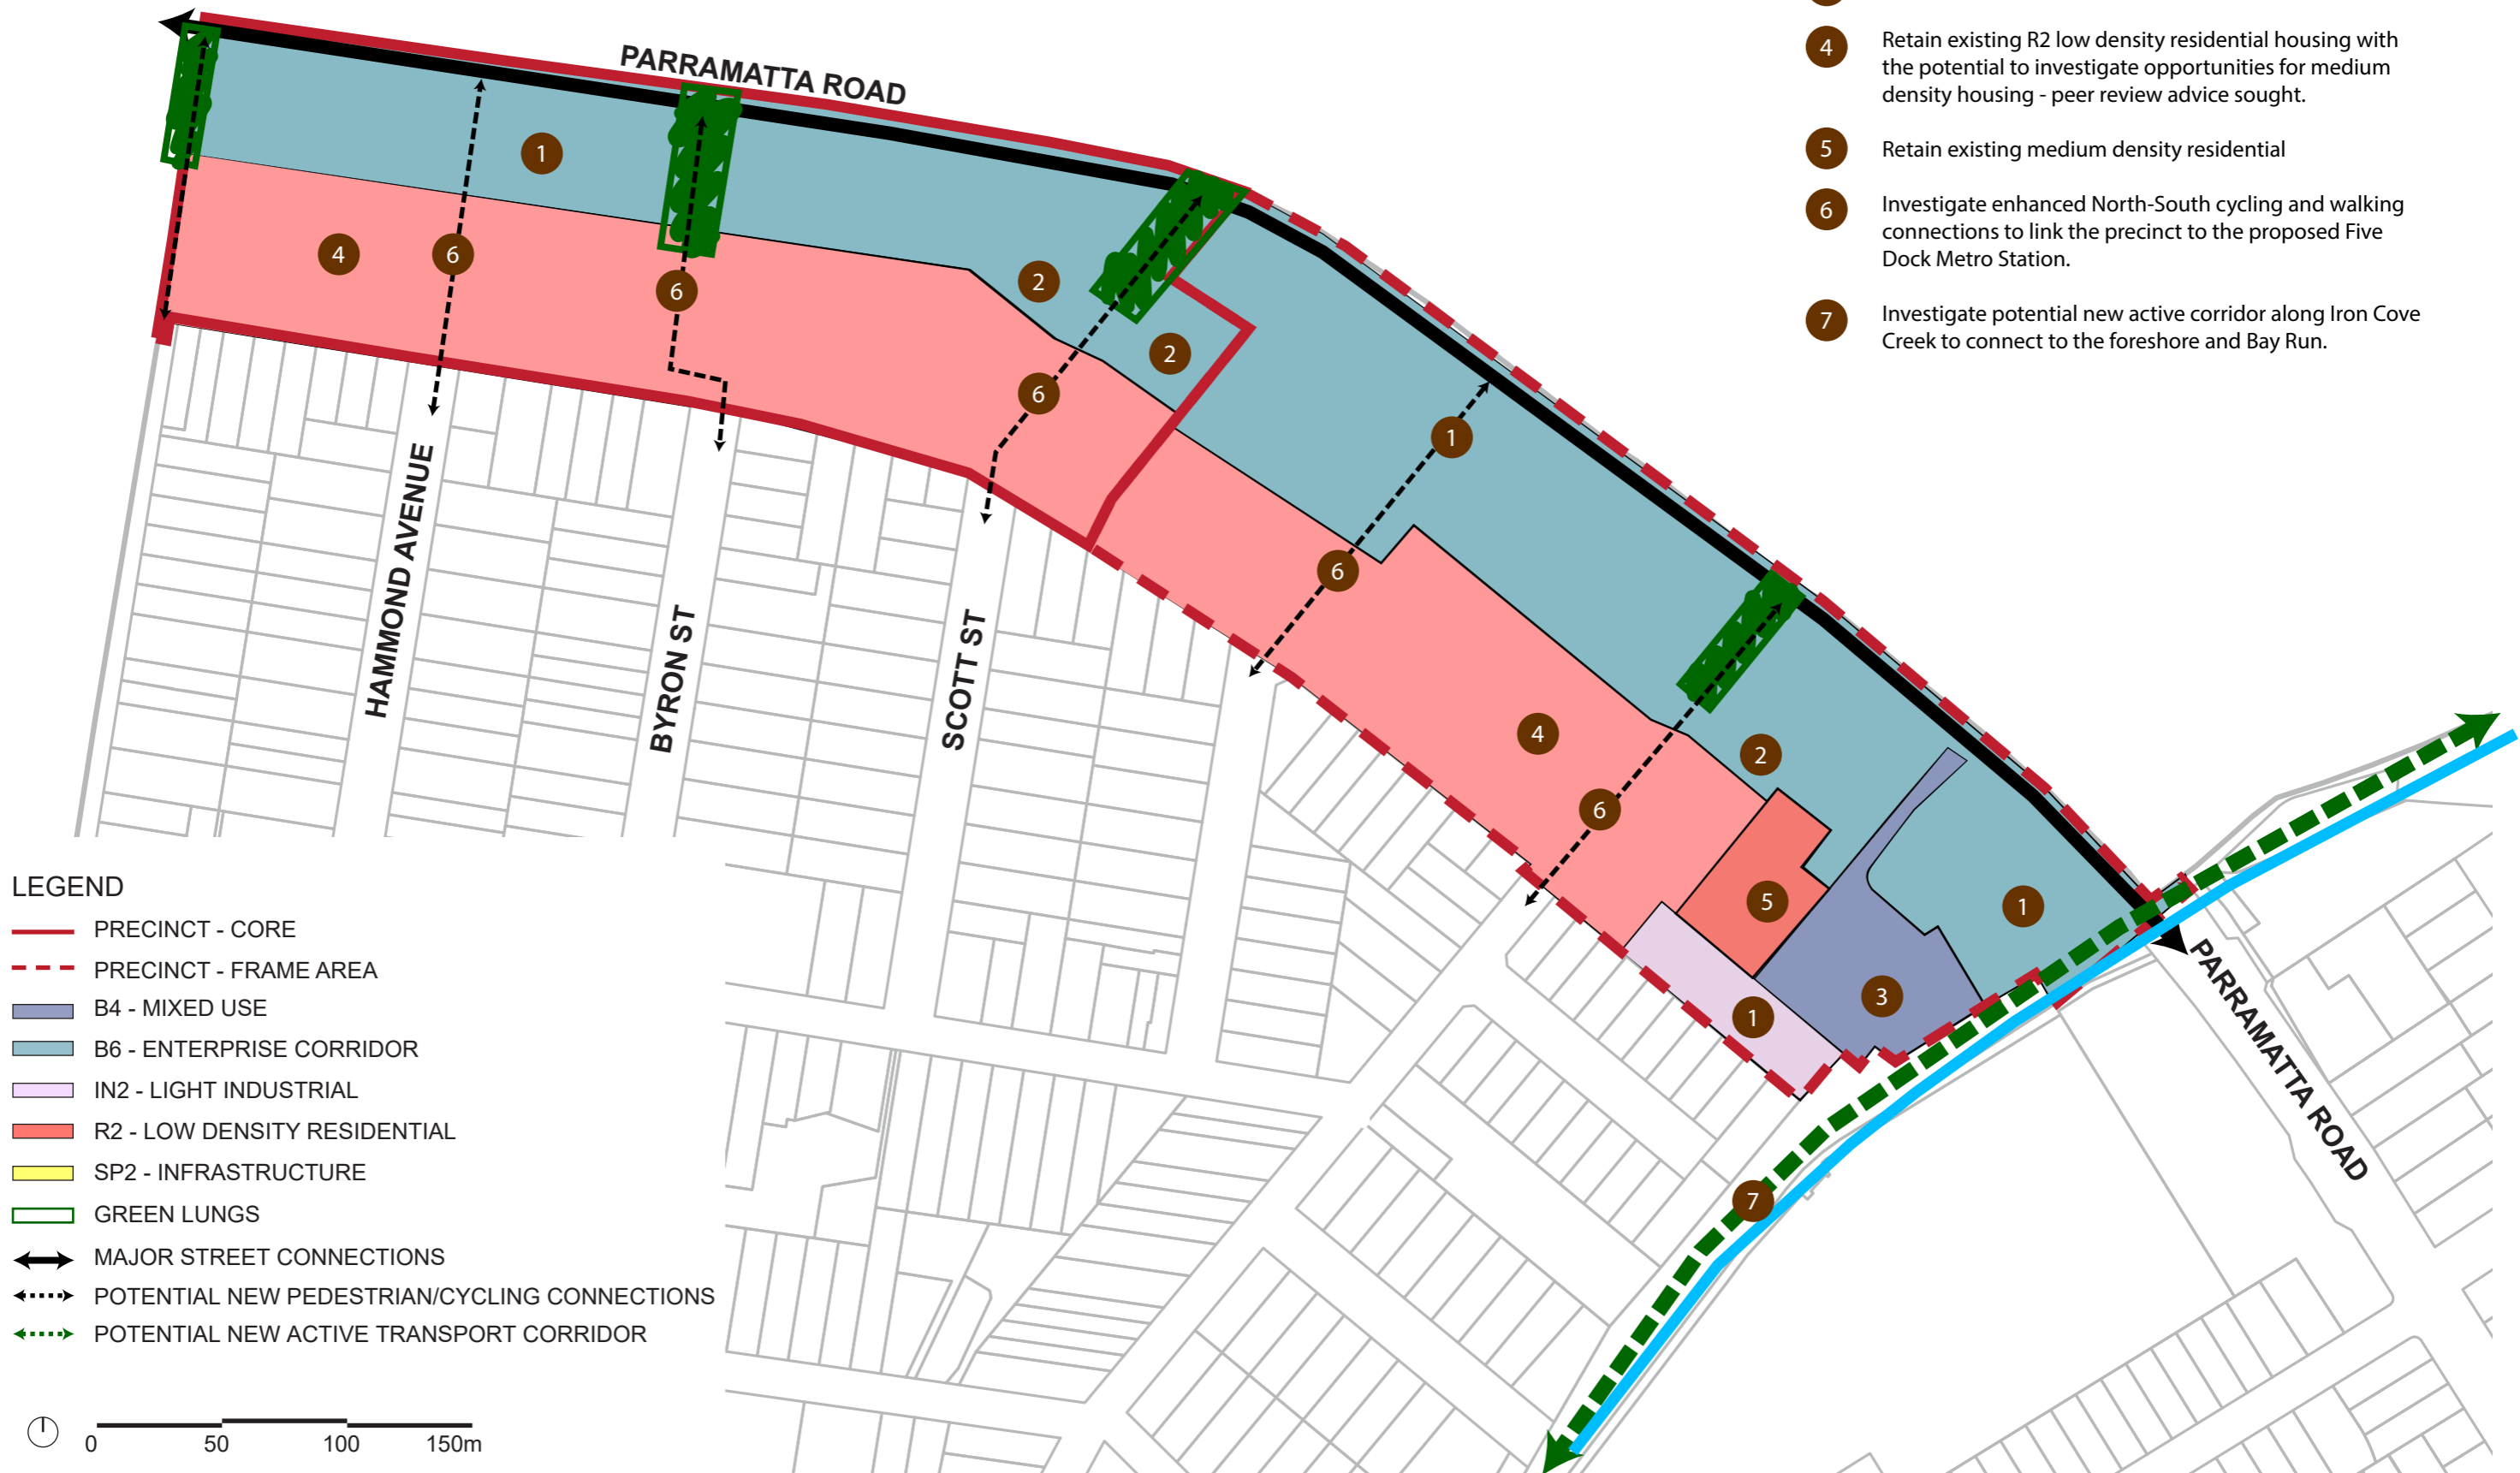 PARRAMATTA ROAD
4 Retain existing R2 low density residential housing with
the potential to investigate opportunities for medium
density housing - peer review advice sought.
5 Retain existing medium density residential
6 Investigate enhanced North-South cycling and walking
connections to link the precinct to the proposed Five
Dock Metro Station.
7 Investigate potential new active corridor along Iron Cove
Creek to connect to the foreshore and Bay Run.
1
4
6
6
2
2
6
1
6
4
2
6
5
1
3
1
7
HAMMOND AVENUE
BYRON ST
SCOTT ST
PARRAMATTA ROAD
LEGEND
PRECINCT - CORE
PRECINCT - FRAME AREA
B4 - MIXED USE
B6 - ENTERPRISE CORRIDOR
IN2 - LIGHT INDUSTRIAL
R2 - LOW DENSITY RESIDENTIAL
SP2 - INFRASTRUCTURE
GREEN LUNGS
MAJOR STREET CONNECTIONS
POTENTIAL NEW PEDESTRIAN/CYCLING CONNECTIONS
POTENTIAL NEW ACTIVE TRANSPORT CORRIDOR
0 50 100 150m